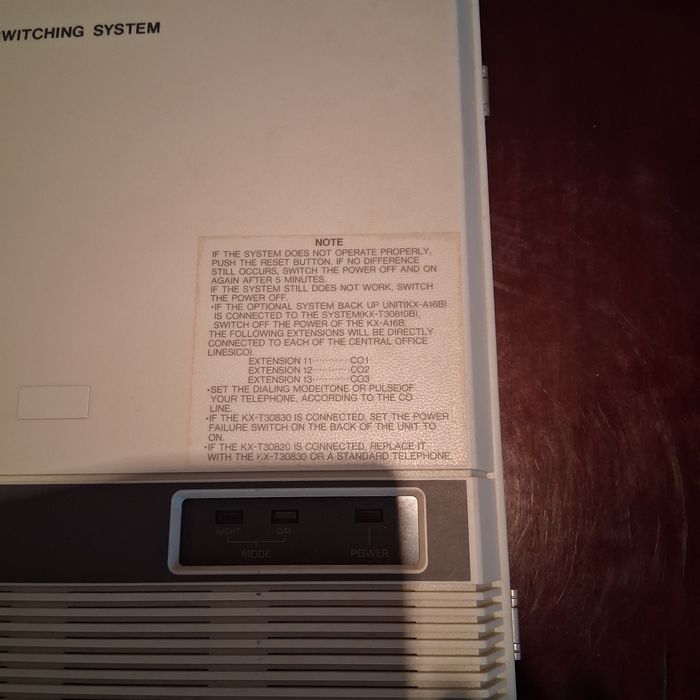 WITCHING SYSTEM
NOTE
IF THE SYSTEM DOES NOT OPERATE PROPERLY,
PUSH THE RESET BUTTON. IF NO DIFFERENCE
STILL OCCURS, SWITCH THE POWER OFF AND ON
AGAIN AFTER 5 MINUTES.
IF THE SYSTEM STILL DOES NOT WORK, SWITCH
THE POWER OFF.
•IF THE OPTIONAL SYSTEM BACK UP UNIT(KX-A16B)
IS CONNECTED TO THE SYSTEM(KX-T30810B),
SWITCH OFF THE POWER OF THE KX-A16B.
THE FOLLOWING EXTENSIONS WILL BE DIRECTLY
CONNECTED TO EACH OF THE CENTRAL OFFICE
LINES(CO).
EXTENSION 11············CO1
EXTENSION 12············CO2
EXTENSION 13············CO3
•SET THE DIALING MODE(TONE OR PULSE)OF
YOUR TELEPHONE, ACCORDING TO THE CO
LINE.
•IF THE KX-T30830 IS CONNECTED, SET THE POWER
FAILURE SWITCH ON THE BACK OF THE UNIT TO
ON.
•IF THE KX-T30820 IS CONNECTED, REPLACE IT
WITH THE KX-T30830 OR A STANDARD TELEPHONE.
NIGHT DAY
MODE POWER